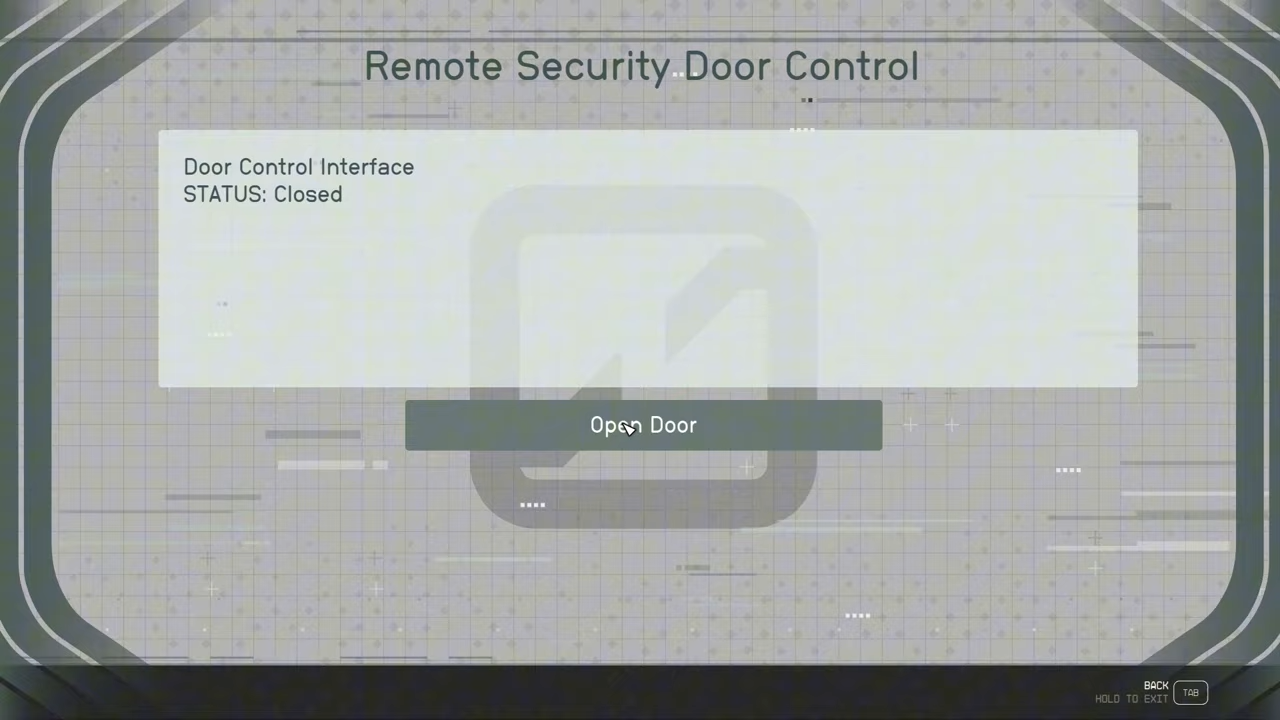 Remote Security Door Control
Door Control Interface
STATUS: Closed
Open Door
BACK
HOLD TO EXIT
TAB